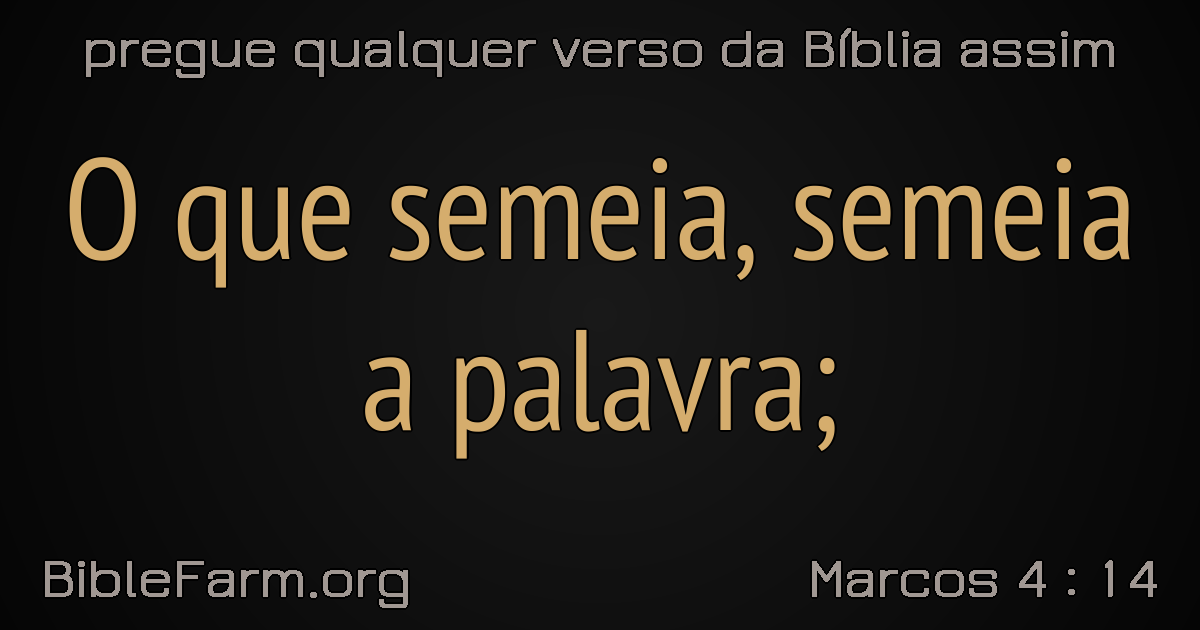 pregue qualquer verso da Bíblia assim
O que semeia, semeia
a palavra;
BibleFarm.org
Marcos 4 : 14